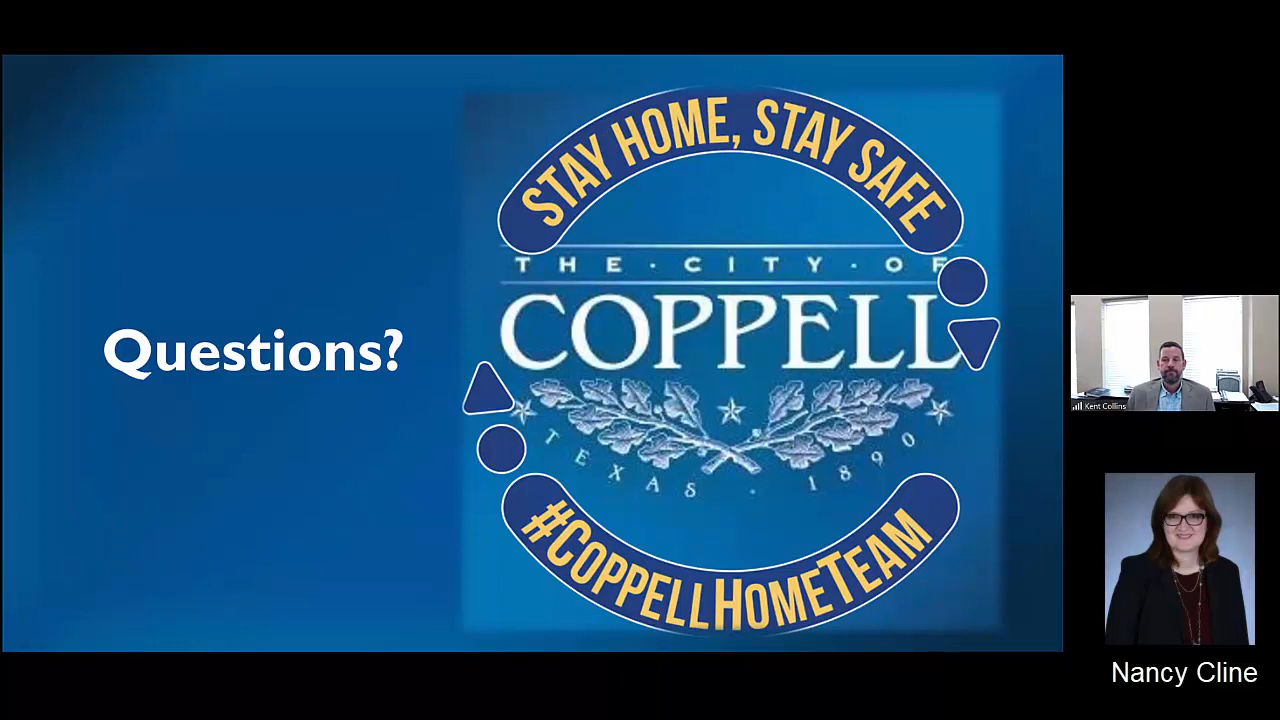 Questions?
STAY HOME, STAY SAFE
THE · CITY · OF
COPPELL
TEXAS · 1890
#COPPELLHOMETEAM
Kent Collins
Nancy Cline